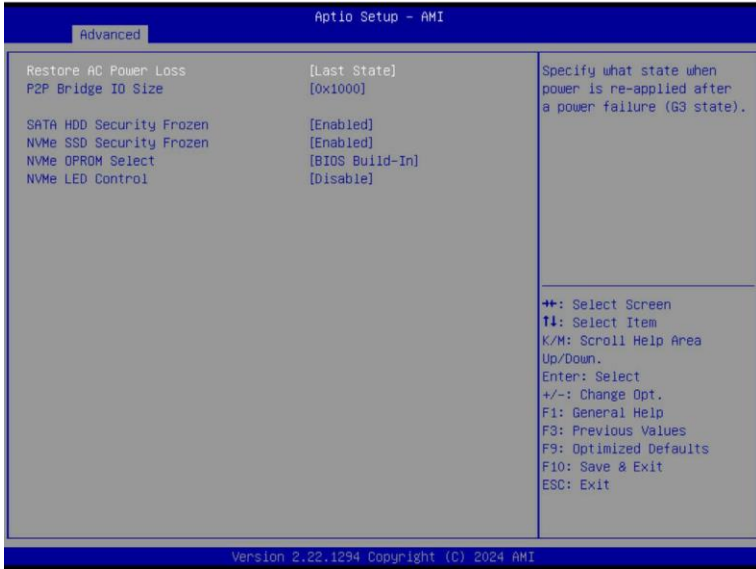 Aptio Setup - AMI
Advanced
Restore AC Power Loss [Last State]
P2P Bridge IO Size [0x1000]
SATA HDD Security Frozen [Enabled]
NVMe SSD Security Frozen [Enabled]
NVMe OPROM Select [BIOS Build-In]
NVMe LED Control [Disable]
Specify what state when
power is re-applied after
a power failure (G3 state).
→←: Select Screen
↑↓: Select Item
K/M: Scroll Help Area
Up/Down.
Enter: Select
+/-: Change Opt.
F1: General Help
F3: Previous Values
F9: Optimized Defaults
F10: Save & Exit
ESC: Exit
Version 2.22.1294 Copyright (C) 2024 AMI